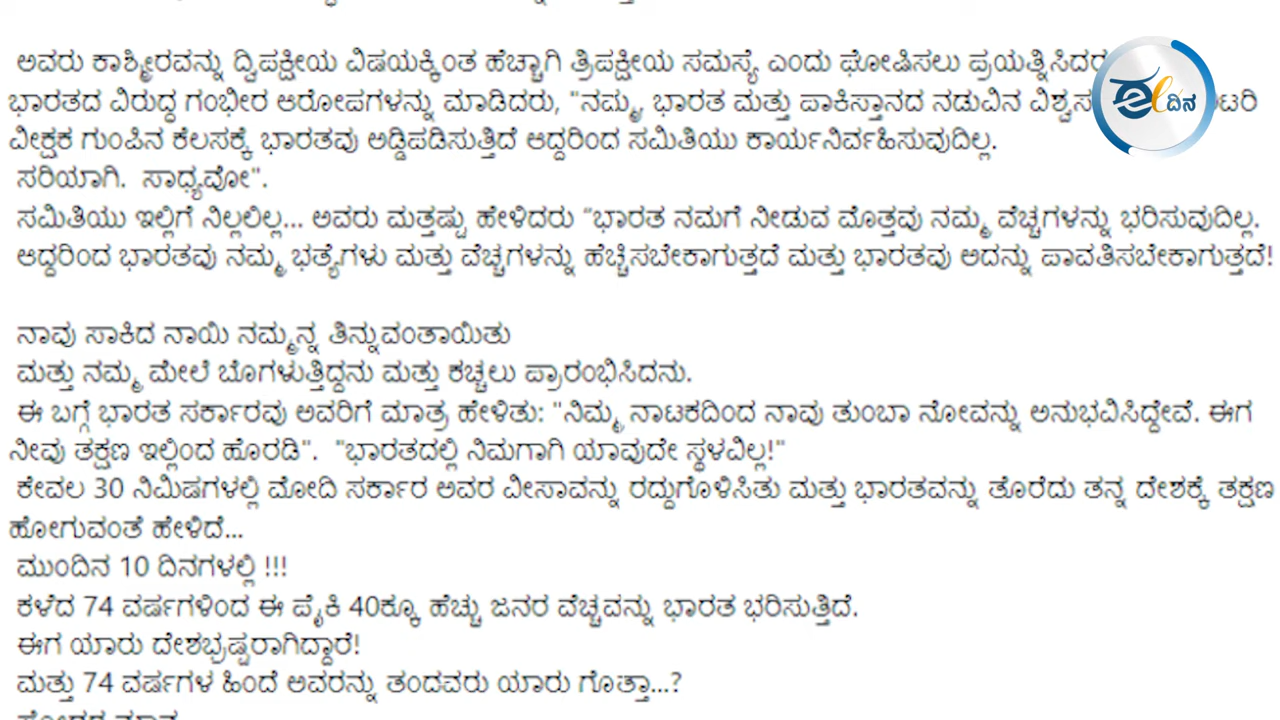 ಅವರು ಕಾಶ್ಮೀರವನ್ನು ದ್ವಿಪಕ್ಷೀಯ ವಿಷಯಕ್ಕಿಂತ ಹೆಚ್ಚಾಗಿ ತ್ರಿಪಕ್ಷೀಯ ಸಮಸ್ಯೆ ಎಂದು ಘೋಷಿಸಲು ಪ್ರಯತ್ನಿಸಿದರು
ಭಾರತದ ವಿರುದ್ಧ ಗಂಭೀರ ಆರೋಪಗಳನ್ನು ಮಾಡಿದರು, "ನಮ್ಮ, ಭಾರತ ಮತ್ತು ಪಾಕಿಸ್ತಾನದ ನಡುವಿನ
ವೀಕ್ಷಕ ಗುಂಪಿನ ಕೆಲಸಕ್ಕೆ ಭಾರತವು ಅಡ್ಡಿಪಡಿಸುತ್ತಿದೆ ಆದ್ದರಿಂದ ಸಮಿತಿಯು ಕಾರ್ಯನಿರ್ವಹಿಸುವುದಿಲ್ಲ.
ಸರಿಯಾಗಿ. ಸಾಧ್ಯವೋ".
ಸಮಿತಿಯು ಇಲ್ಲಿಗೆ ನಿಲ್ಲಲಿಲ್ಲ... ಅವರು ಮತ್ತಷ್ಟು ಹೇಳಿದರು "ಭಾರತ ನಮಗೆ ನೀಡುವ ಮೊತ್ತವು ನಮ್ಮ ವೆಚ್ಚಗಳನ್ನು ಭರಿಸುವುದಿಲ್ಲ.
ಆದ್ದರಿಂದ ಭಾರತವು ನಮ್ಮ ಭತ್ಯೆಗಳು ಮತ್ತು ವೆಚ್ಚಗಳನ್ನು ಹೆಚ್ಚಿಸಬೇಕಾಗುತ್ತದೆ ಮತ್ತು ಭಾರತವು ಅದನ್ನು ಪಾವತಿಸಬೇಕಾಗುತ್ತದೆ!
ನಾವು ಸಾಕಿದ ನಾಯಿ ನಮ್ಮನ್ನ ತಿನ್ನುವಂತಾಯಿತು
ಮತ್ತು ನಮ್ಮ ಮೇಲೆ ಬೊಗಳುತ್ತಿದ್ದನು ಮತ್ತು ಕಚ್ಚಲು ಪ್ರಾರಂಭಿಸಿದನು.
ಈ ಬಗ್ಗೆ ಭಾರತ ಸರ್ಕಾರವು ಅವರಿಗೆ ಮಾತ್ರ ಹೇಳಿತು: "ನಿಮ್ಮ ನಾಟಕದಿಂದ ನಾವು ತುಂಬಾ ನೋವನ್ನು ಅನುಭವಿಸಿದ್ದೇವೆ. ಈಗ
ನೀವು ತಕ್ಷಣ ಇಲ್ಲಿಂದ ಹೊರಡಿ". "ಭಾರತದಲ್ಲಿ ನಿಮಗಾಗಿ ಯಾವುದೇ ಸ್ಥಳವಿಲ್ಲ!"
ಕೇವಲ 30 ನಿಮಿಷಗಳಲ್ಲಿ ಮೋದಿ ಸರ್ಕಾರ ಅವರ ವೀಸಾವನ್ನು ರದ್ದುಗೊಳಿಸಿತು ಮತ್ತು ಭಾರತವನ್ನು ತೊರೆದು ತನ್ನ ದೇಶಕ್ಕೆ ತಕ್ಷಣ
ಹೋಗುವಂತೆ ಹೇಳಿದೆ...
ಮುಂದಿನ 10 ದಿನಗಳಲ್ಲಿ !!!
ಕಳೆದ 74 ವರ್ಷಗಳಿಂದ ಈ ಪೈಕಿ 40ಕ್ಕೂ ಹೆಚ್ಚು ಜನರ ವೆಚ್ಚವನ್ನು ಭಾರತ ಭರಿಸುತ್ತಿದೆ.
ಈಗ ಯಾರು ದೇಶಭ್ರಷ್ಟರಾಗಿದ್ದಾರೆ!
ಮತ್ತು 74 ವರ್ಷಗಳ ಹಿಂದೆ ಅವರನ್ನು ತಂದವರು ಯಾರು ಗೊತ್ತಾ...?
ದಿನ